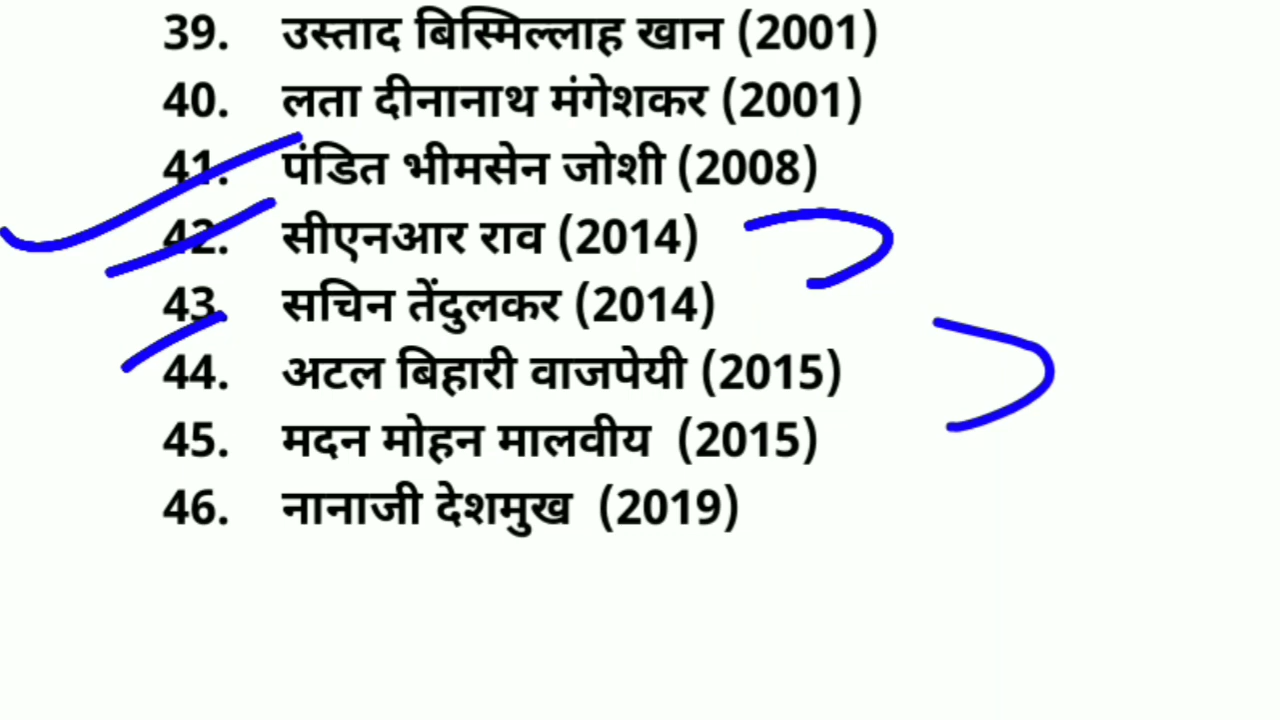 39. उस्ताद बिस्मिल्लाह खान (2001)
40. लता दीनानाथ मंगेशकर (2001)
41. पंडित भीमसेन जोशी (2008)
42. सीएनआर राव (2014)
43. सचिन तेंदुलकर (2014)
44. अटल बिहारी वाजपेयी (2015)
45. मदन मोहन मालवीय (2015)
46. नानाजी देशमुख (2019)